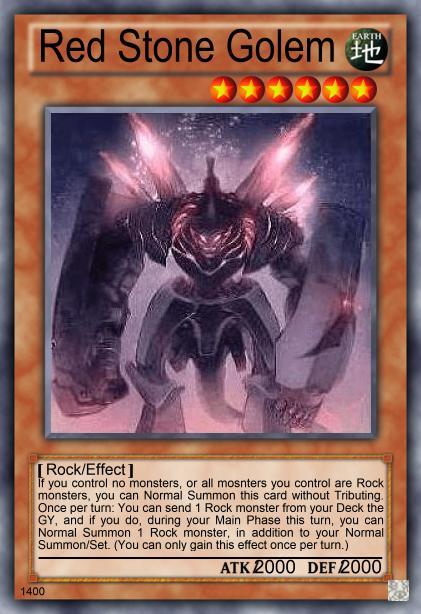 Red Stone Golem
EARTH
地
[ Rock/Effect ]
If you control no monsters, or all mosnters you control are Rock
monsters, you can Normal Summon this card without Tributing.
Once per turn: You can send 1 Rock monster from your Deck the
GY, and if you do, during your Main Phase this turn, you can
Normal Summon 1 Rock monster, in addition to your Normal
Summon/Set. (You can only gain this effect once per turn.)
ATK 2000 DEF 2000
1400